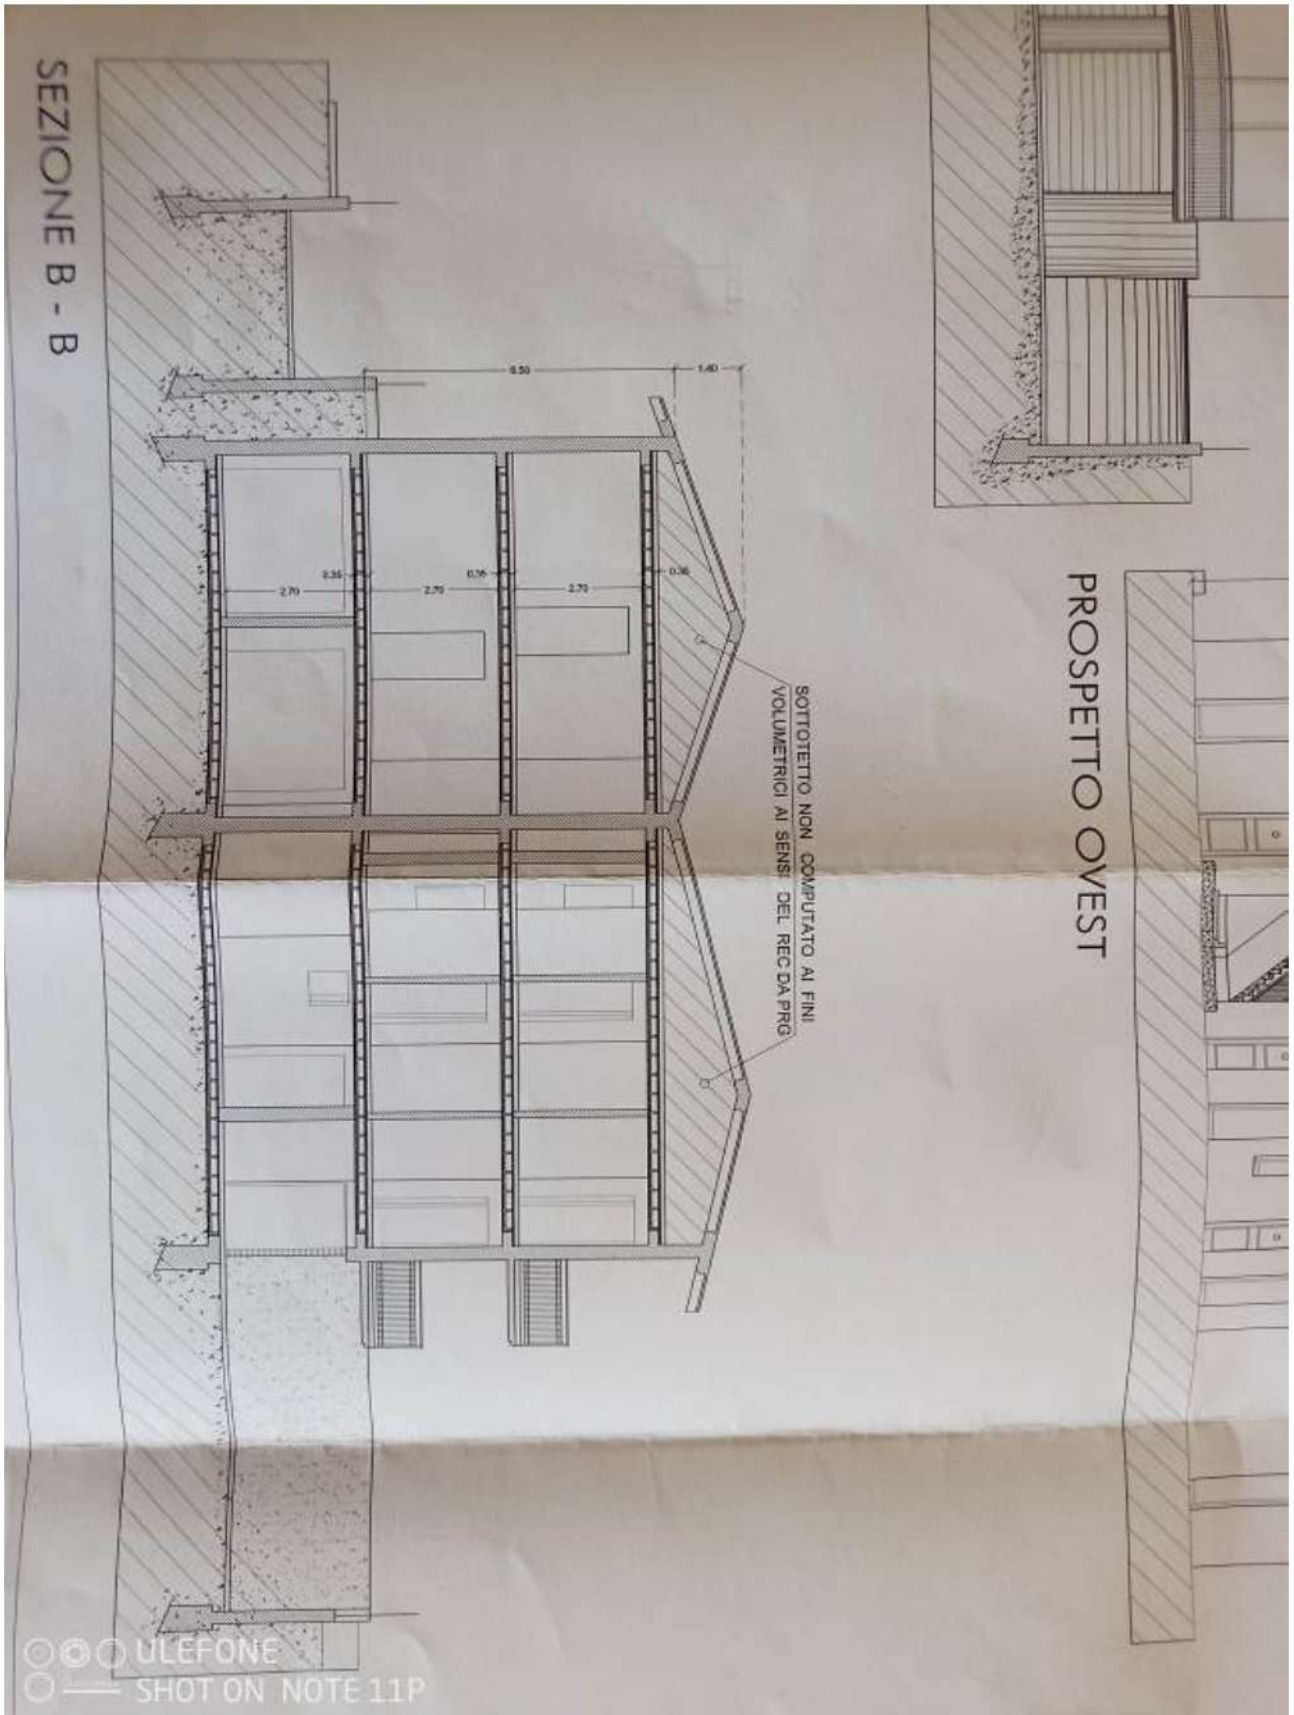 PROSPETTO OVEST
SOTTOTETTO NON COMPUTATO AI FINI
VOLUMETRICI AI SENSI DEL REC DA PRG
1.40
6.50
0.35
2.70
0.35
2.70
0.35
2.70
SEZIONE B - B
ULEFONE
SHOT ON NOTE 11P